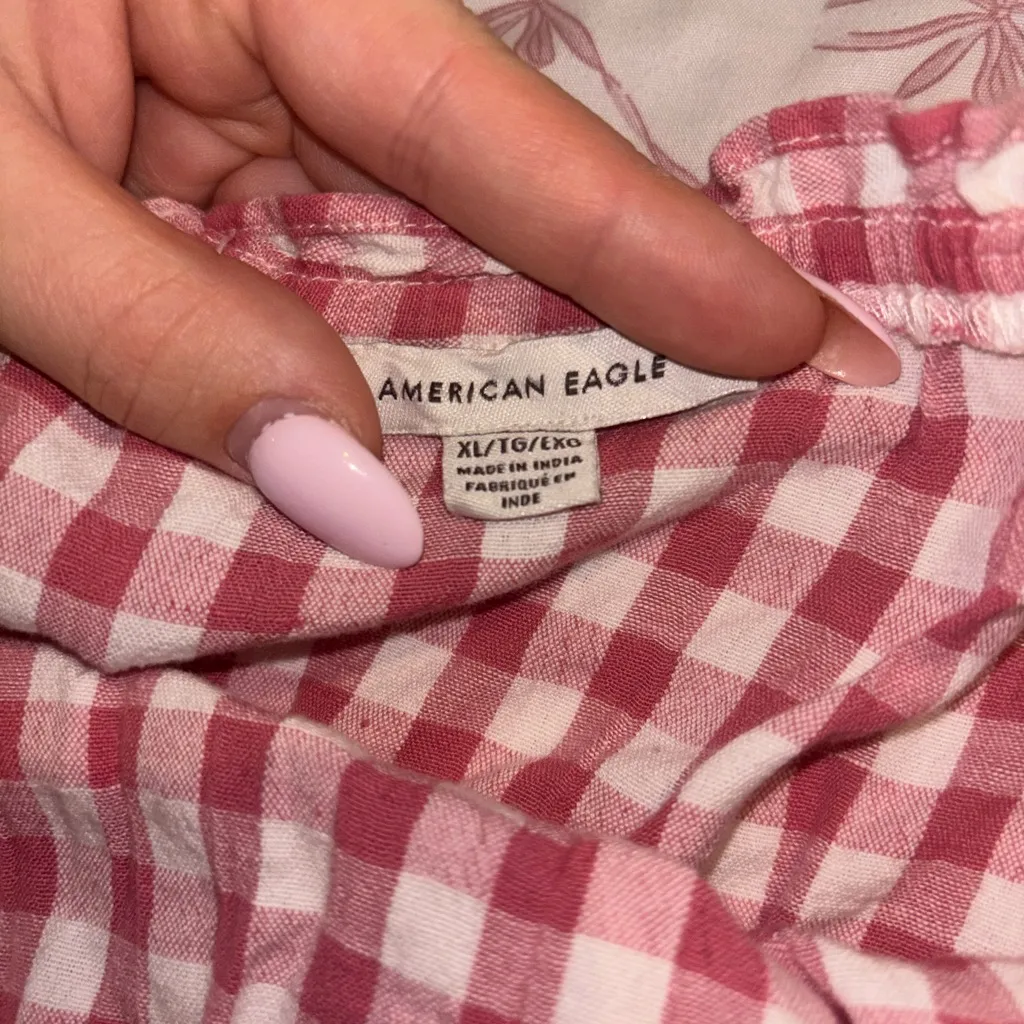 AMERICAN EAGLE
XL/TG/EXG
MADE IN INDIA
FABRIQUÉ EN
INDE